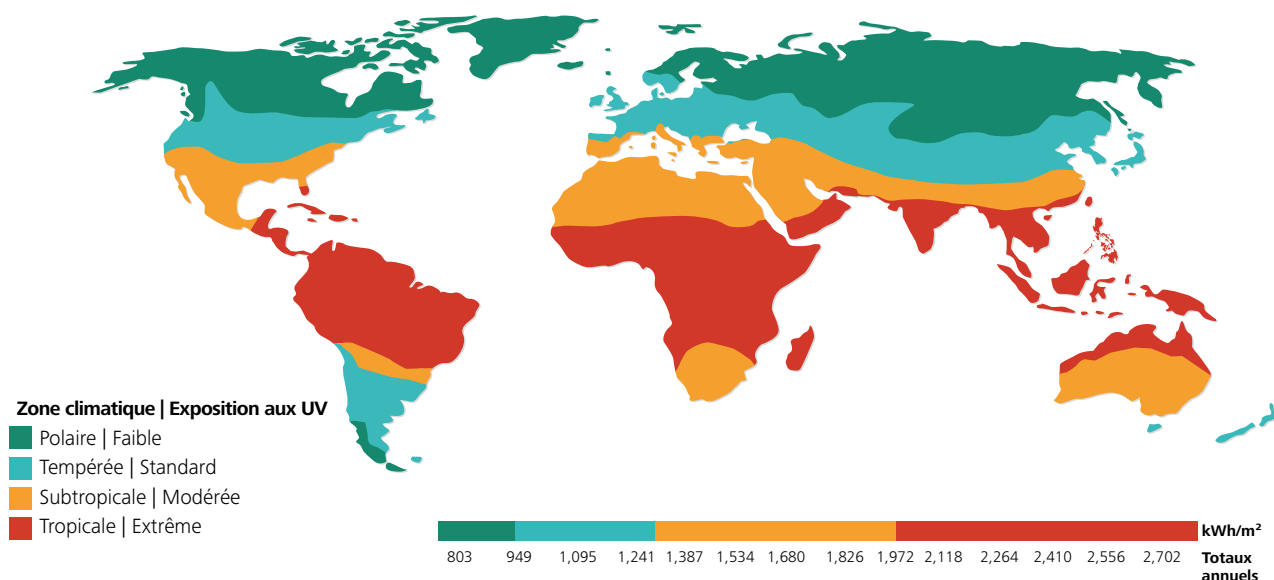 Zone climatique | Exposition aux UV
Polaire | Faible
Tempérée | Standard
Subtropicale | Modérée
Tropicale | Extrême
kWh/m²
803 949 1,095 1,241 1,387 1,534 1,680 1,826 1,972 2,118 2,264 2,410 2,556 2,702 Totaux
annuels